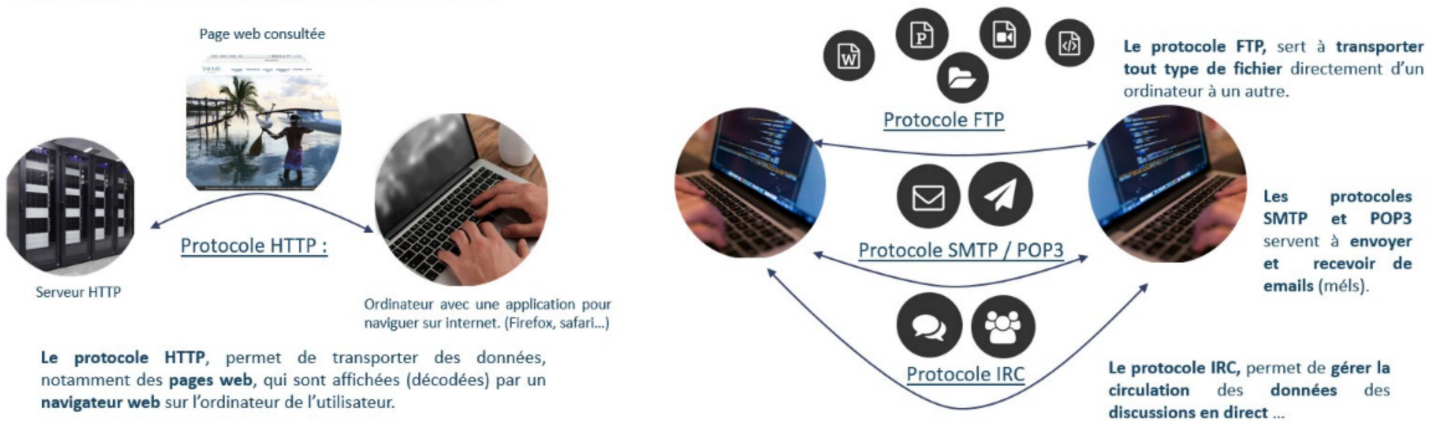 Page web consultée
Protocole HTTP :
Serveur HTTP
Ordinateur avec une application pour
naviguer sur internet. (Firefox, safari...)
Le protocole HTTP, permet de transporter des données,
notamment des pages web, qui sont affichées (décodées) par un
navigateur web sur l'ordinateur de l'utilisateur.
W
P
</>
Protocole FTP
Le protocole FTP, sert à transporter
tout type de fichier directement d'un
ordinateur à un autre.
Protocole SMTP / POP3
Les protocoles
SMTP et POP3
servent à envoyer
et recevoir de
emails (méls).
Protocole IRC
Le protocole IRC, permet de gérer la
circulation des données des
discussions en direct ...